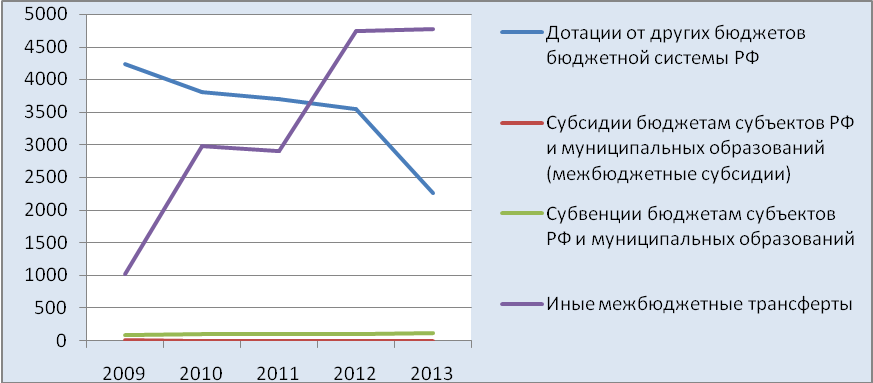 5000
4500
4000
3500
3000
2500
2000
1500
1000
500
0
2009 2010 2011 2012 2013
Дотации от других бюджетов
бюджетной системы РФ
Субсидии бюджетам субъектов РФ
и муниципальных образований
(межбюджетные субсидии)
Субвенции бюджетам субъектов
РФ и муниципальных образований
Иные межбюджетные трансферты